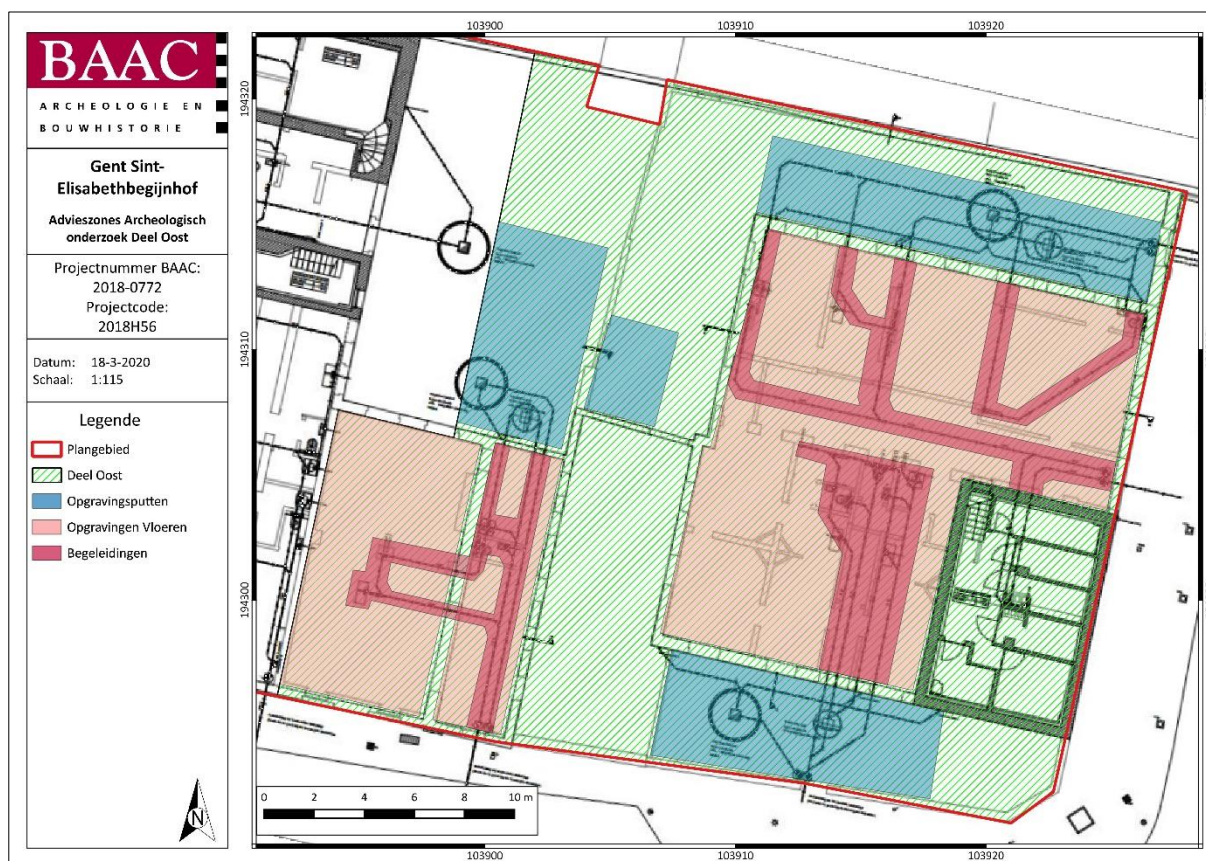 BAAC
ARCHEOLOGIE EN
BOUWHISTORIE
Gent Sint-
Elisabethbegijnhof
Advieszones Archeologisch
onderzoek Deel Oost
Projectnummer BAAC:
2018-0772
Projectcode:
2018H56
Datum: 18-3-2020
Schaal: 1:115
Legende
Plangebied
Deel Oost
Opgravingsputten
Opgravingen Vloeren
Begeleidingen
N
103900 103910 103920
194320
194310
194300
0 2 4 6 8 10 m
103900 103910 103920